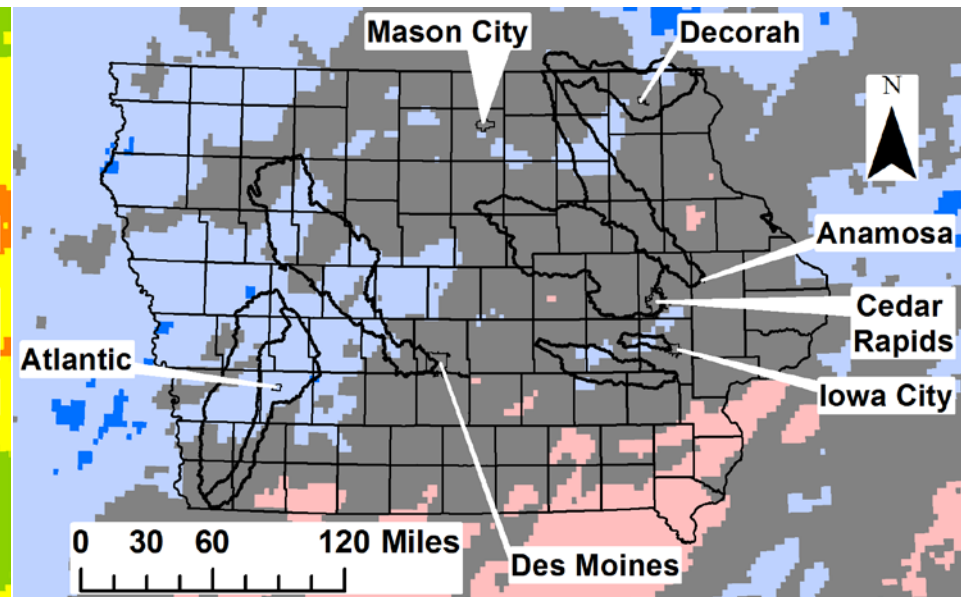 Mason City
Decorah
N
Anamosa
Cedar
Rapids
Atlantic
Iowa City
Des Moines
0 30 60 120 Miles